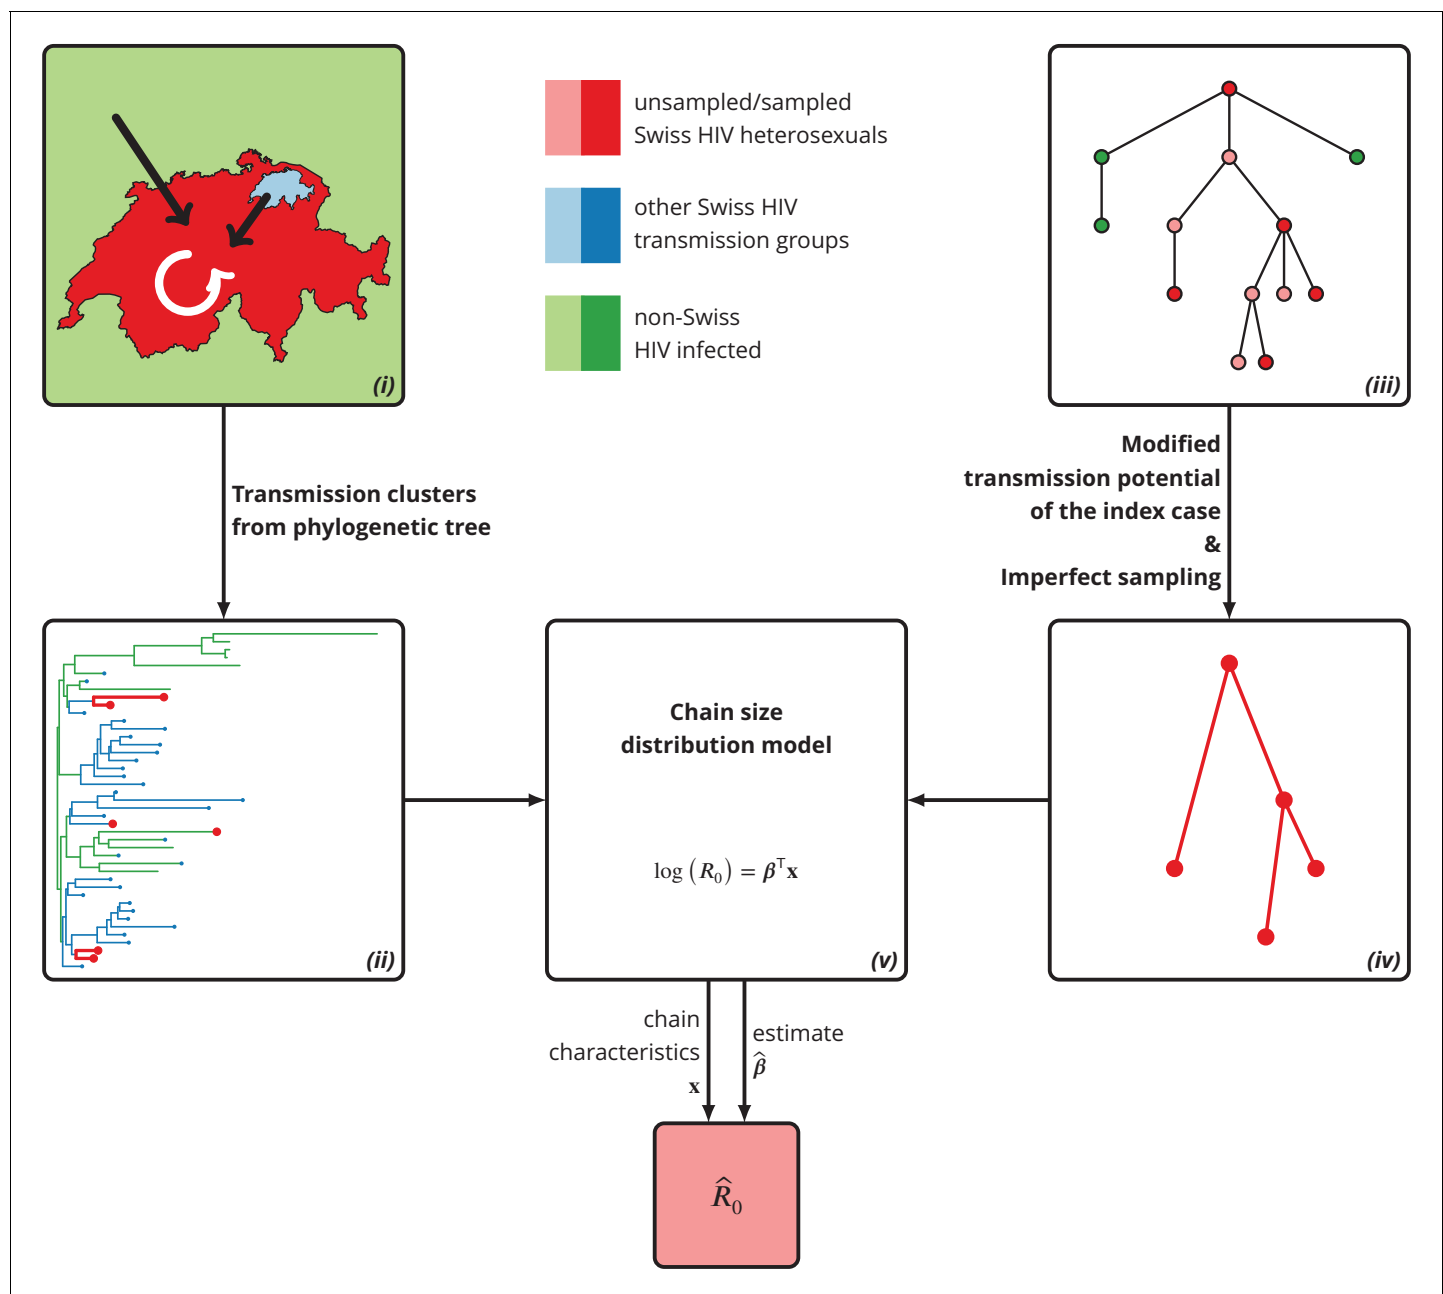 unsampled/sampled
Swiss HIV heterosexuals
other Swiss HIV
transmission groups
non-Swiss
HIV infected
(i)
(iii)
Transmission clusters
from phylogenetic tree
Modified
transmission potential
of the index case
&
Imperfect sampling
Chain size
distribution model
log (R₀) = β̂ᵀx
(ii)
(v)
(iv)
chain
characteristics
x
estimate
β̂
R̂₀